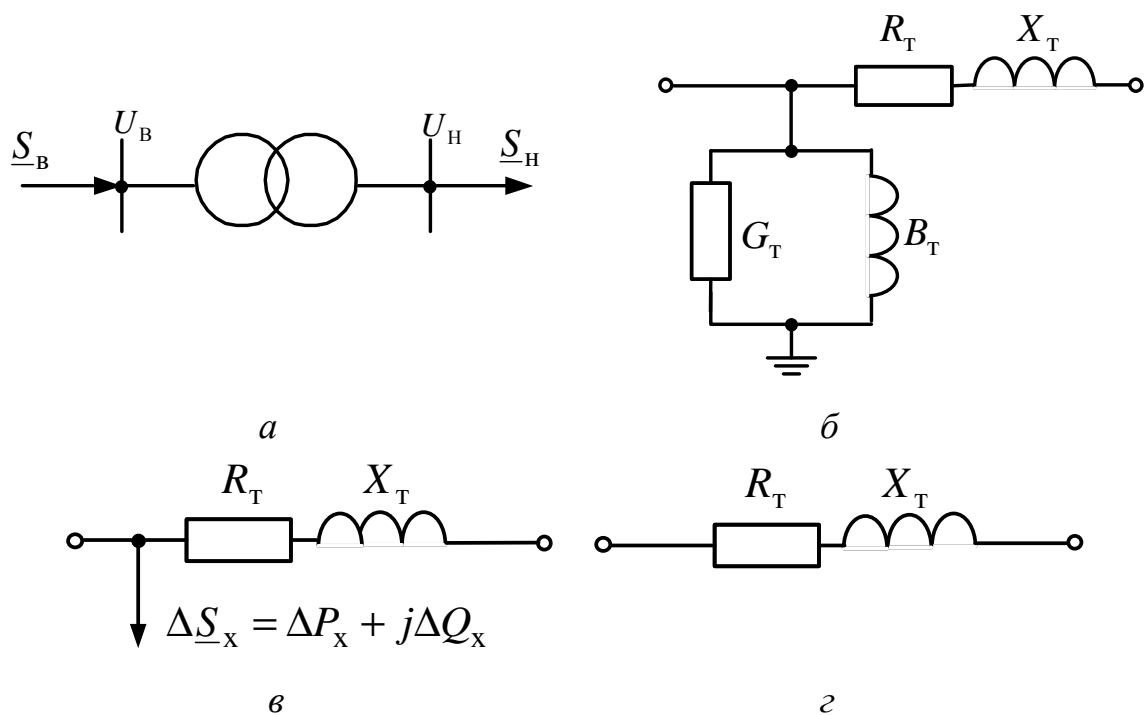 R_т X_т
U_В U_Н
S_В S_Н
G_т B_т
а б
R_т X_т R_т X_т
ΔS_х = ΔP_х + jΔQ_х
в г